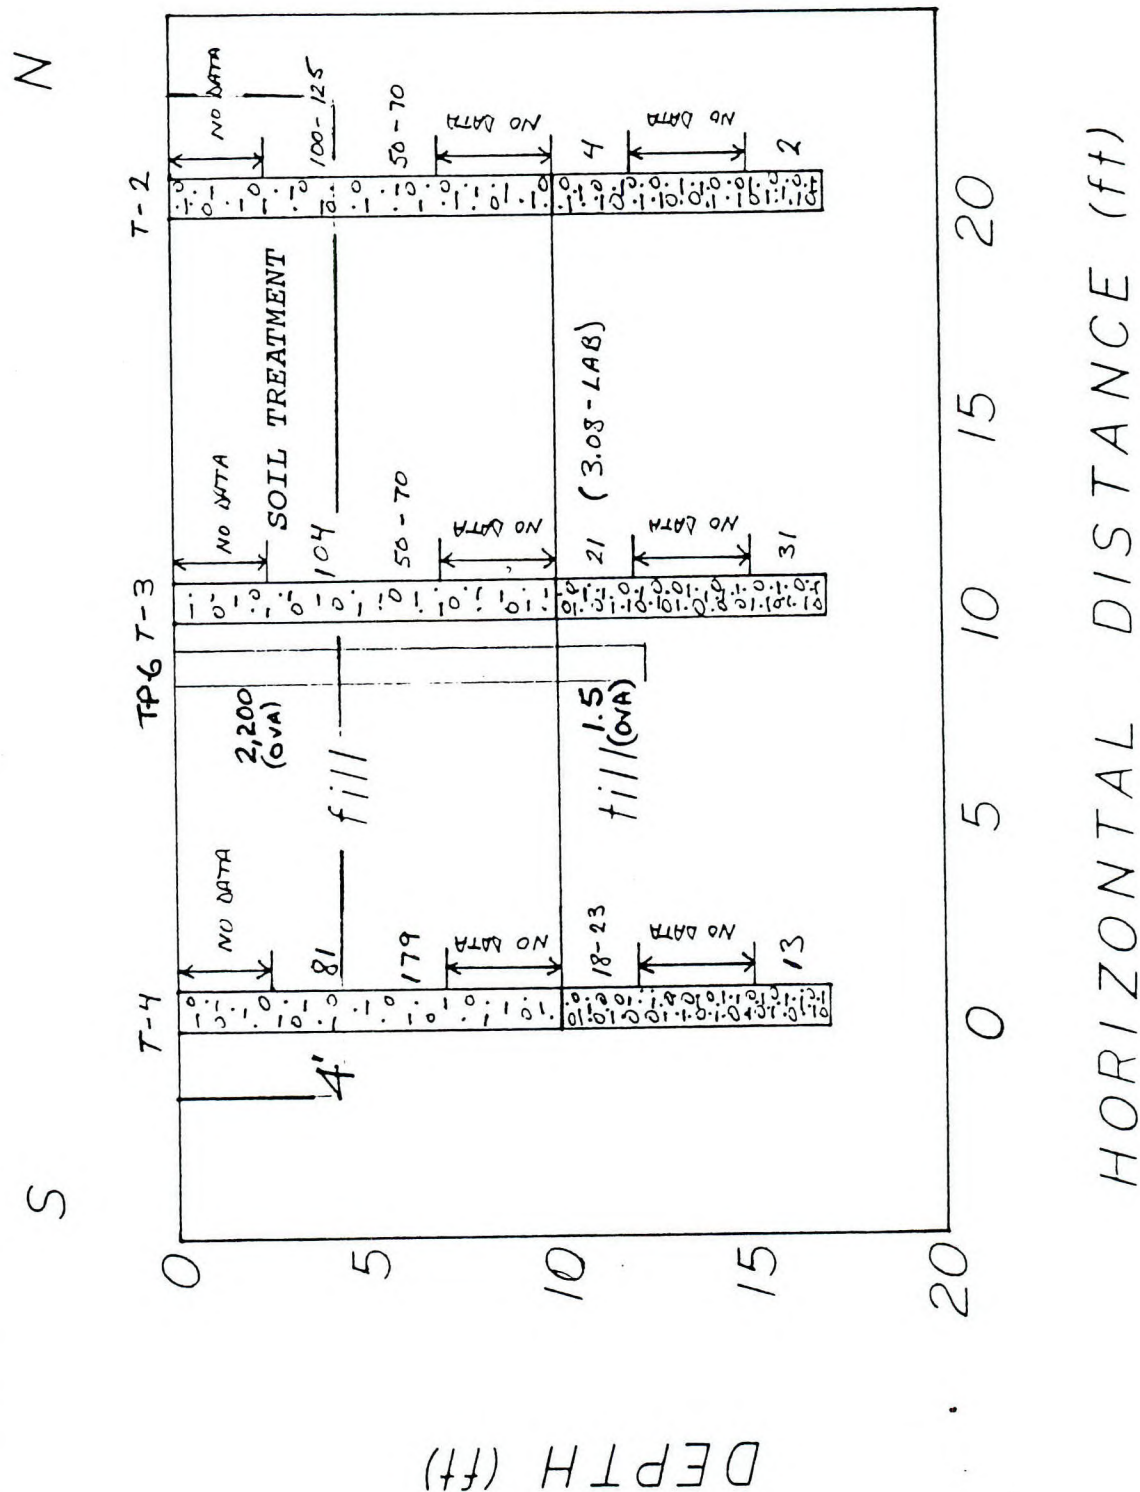 S
N
T-4
TP6
T-3
T-2
NO DATA
NO DATA
NO DATA
2,200
(OVA)
SOIL TREATMENT
4'
81
fill
104
100-125
179
50-70
50-70
NO DATA
NO DATA
NO DATA
18-23
till
1.5
(OVA)
21
(3.08-LAB)
4
NO DATA
NO DATA
NO DATA
13
31
2
0
5
10
15
20
DEPTH (ft)
0
5
10
15
20
HORIZONTAL DISTANCE (ft)